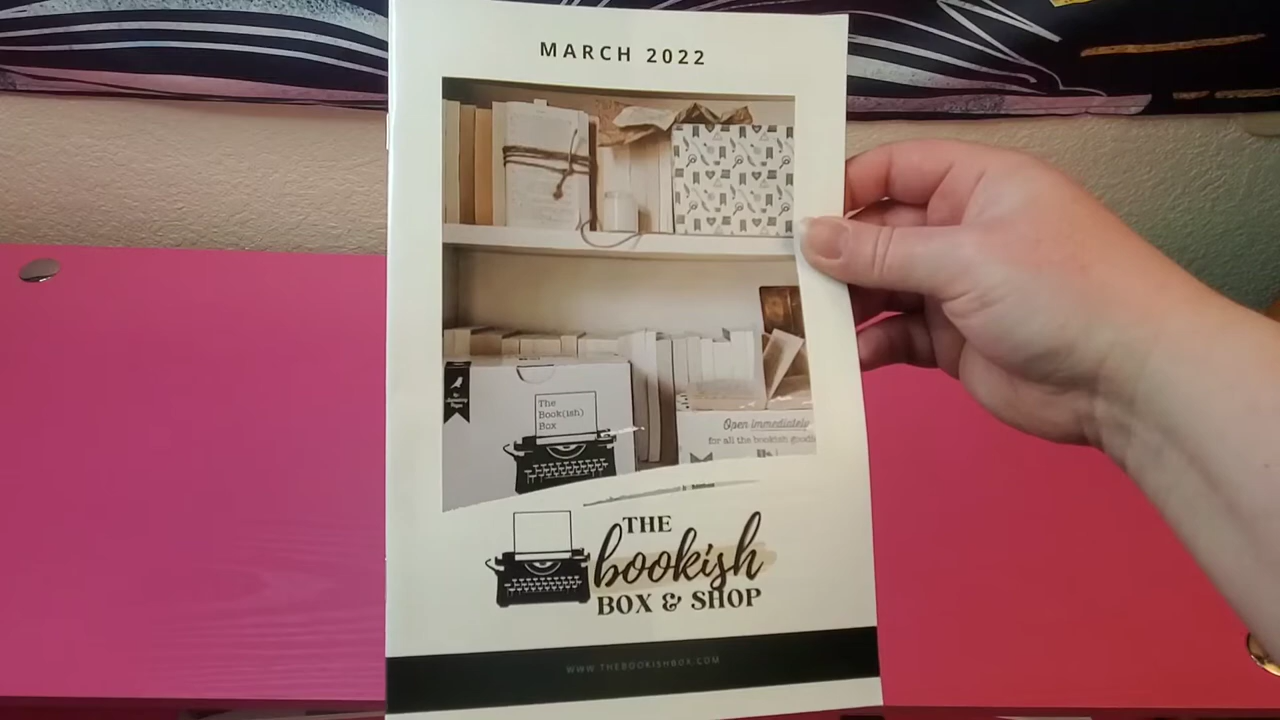 MARCH 2022
The
Book(ish)
Box
Open immediately
for all the bookish goodi
THE
bookish
BOX & SHOP
WWW.THEBOOKISHBOX.COM